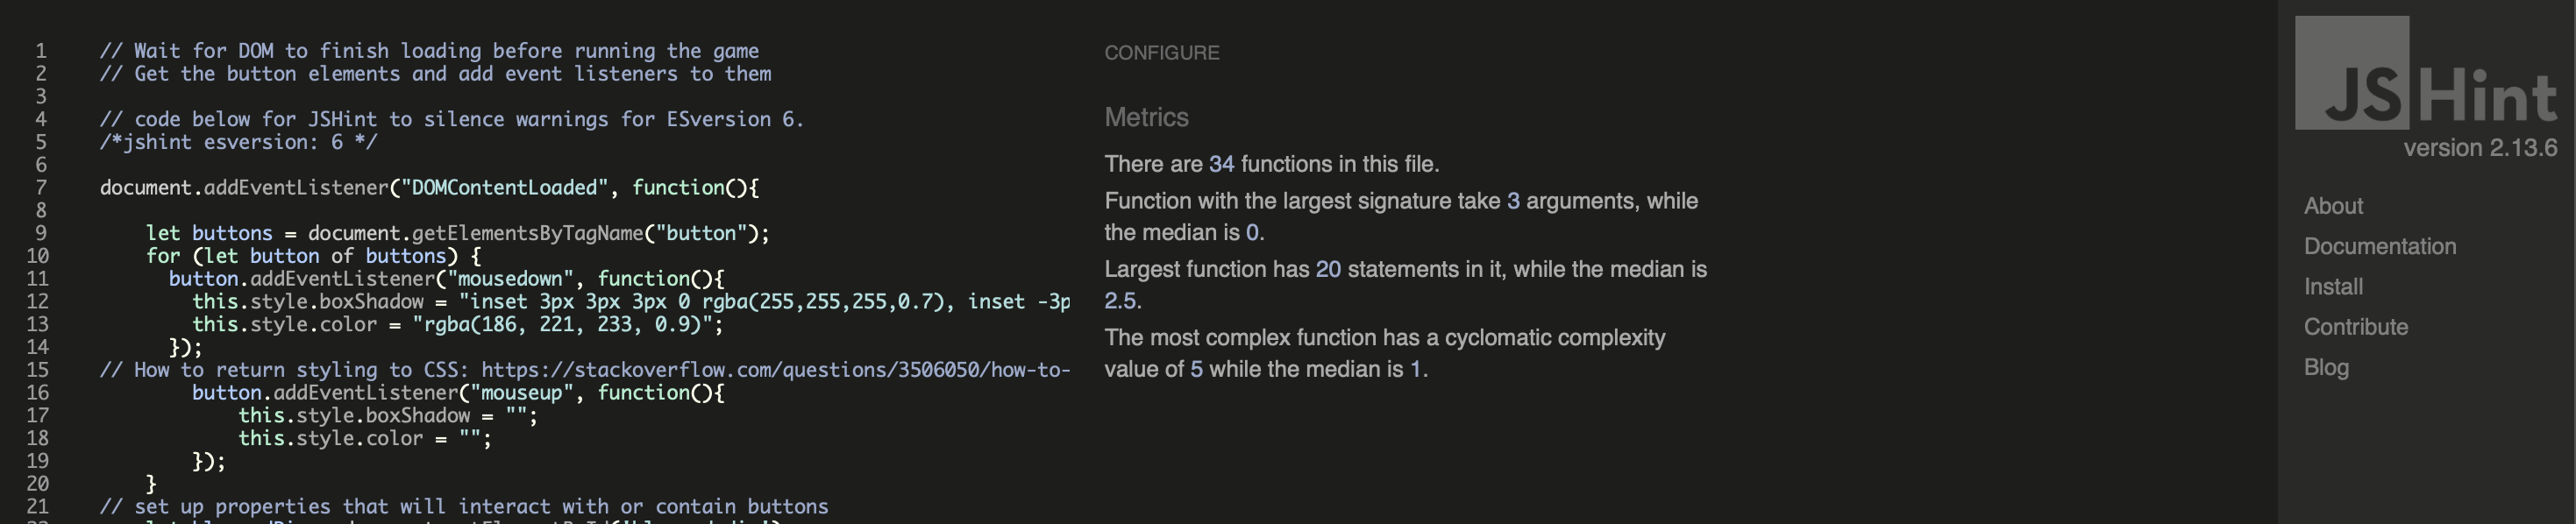 1 // Wait for DOM to finish loading before running the game
2 // Get the button elements and add event listeners to them
3
4 // code below for JSHint to silence warnings for ESversion 6.
5 /*jshint esversion: 6 */
6
7 document.addEventListener("DOMContentLoaded", function(){
8
9 let buttons = document.getElementsByTagName("button");
10 for (let button of buttons) {
11 button.addEventListener("mousedown", function(){
12 this.style.boxShadow = "inset 3px 3px 3px 0 rgba(255,255,255,0.7), inset -3p
13 this.style.color = "rgba(186, 221, 233, 0.9)";
14 });
15 // How to return styling to CSS: https://stackoverflow.com/questions/3506050/how-to-
16 button.addEventListener("mouseup", function(){
17 this.style.boxShadow = "";
18 this.style.color = "";
19 });
20 }
21 // set up properties that will interact with or contain buttons
CONFIGURE
Metrics
There are 34 functions in this file.
Function with the largest signature take 3 arguments, while
the median is 0.
Largest function has 20 statements in it, while the median is
2.5.
The most complex function has a cyclomatic complexity
value of 5 while the median is 1.
JSHint
version 2.13.6
About
Documentation
Install
Contribute
Blog